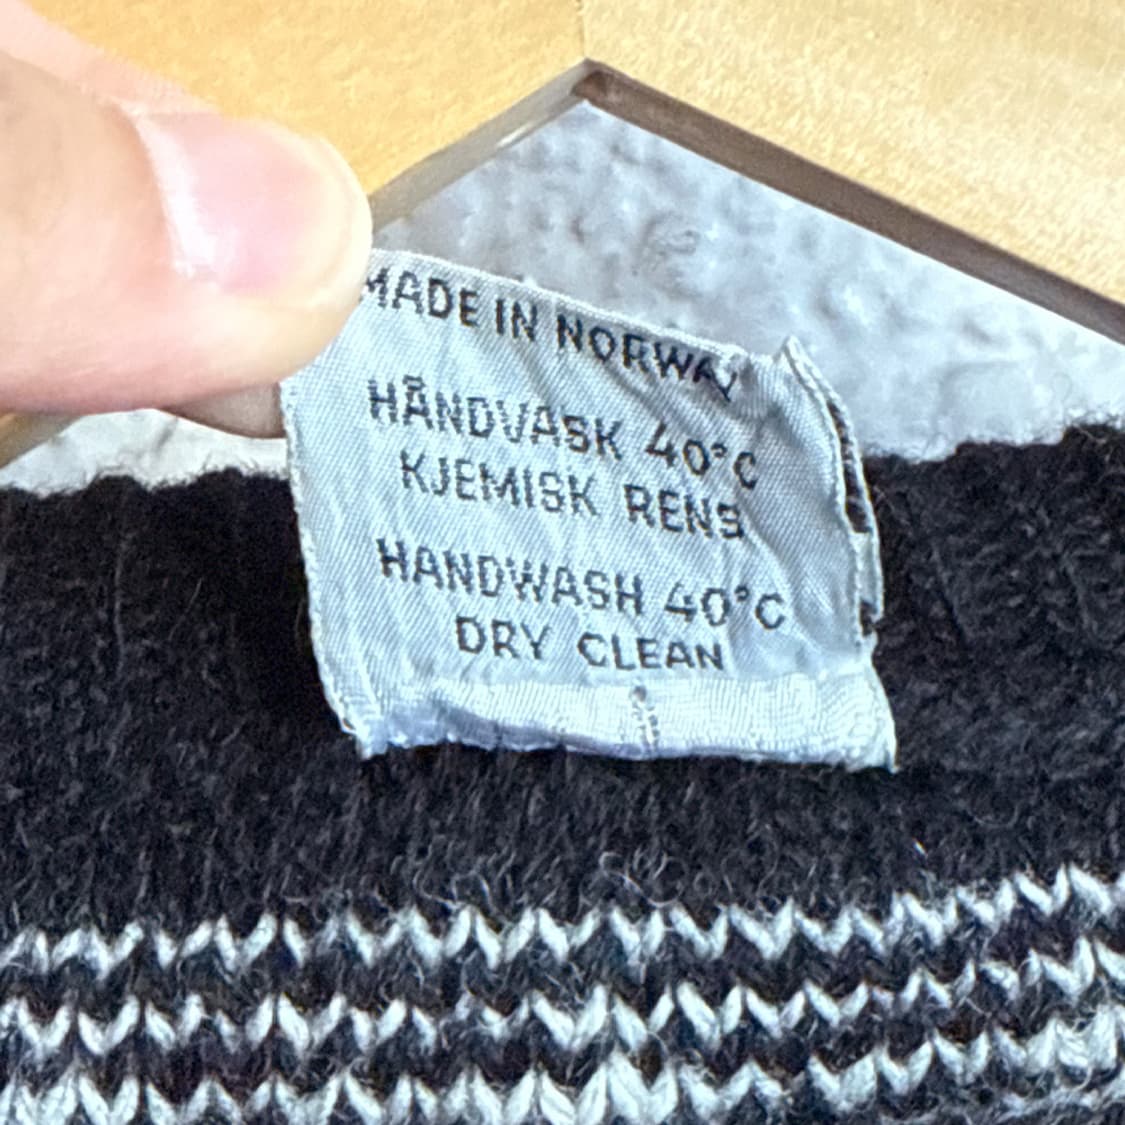 MADE IN NORWAY
HÅNDVASK 40°C
KJEMISK RENS
HANDWASH 40°C
DRY CLEAN